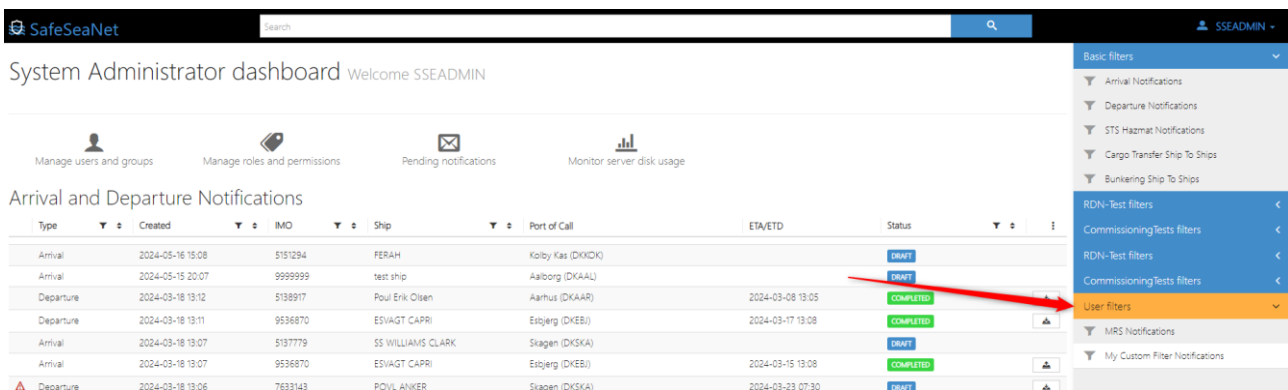 SafeSeaNet
Search
SSEADMIN
System Administrator dashboard Welcome SSEADMIN
Manage users and groups
Manage roles and permissions
Pending notifications
Monitor server disk usage
Arrival and Departure Notifications
Type Created IMO Ship Port of Call ETA/ETD Status
Arrival 2024-05-16 15:08 5151294 FERAH Kolby Kas (DKKOK) DRAFT
Arrival 2024-05-15 20:07 9999999 test ship Aalborg (DKAAL) DRAFT
Departure 2024-03-18 13:12 5138917 Poul Erik Olsen Aarhus (DKAAR) 2024-03-08 13:05 COMPLETED
Departure 2024-03-18 13:11 9536870 ESVAGT CAPRI Esbjerg (DKEBJ) 2024-03-17 13:08 COMPLETED
Arrival 2024-03-18 13:07 5137779 SS WILLIAMS CLARK Skagen (DKSKA) DRAFT
Arrival 2024-03-18 13:07 9536870 ESVAGT CAPRI Esbjerg (DKEBJ) 2024-03-15 13:08 COMPLETED
Departure 2024-03-18 13:06 7633143 POVL ANKER Skagen (DKSKA) 2024-03-23 07:30 DRAFT
Basic filters
Arrival Notifications
Departure Notifications
STS Hazmat Notifications
Cargo Transfer Ship To Ships
Bunkering Ship To Ships
RDN-Test filters
CommissioningTests filters
RDN-Test filters
CommissioningTests filters
User filters
MRS Notifications
My Custom Filter Notifications